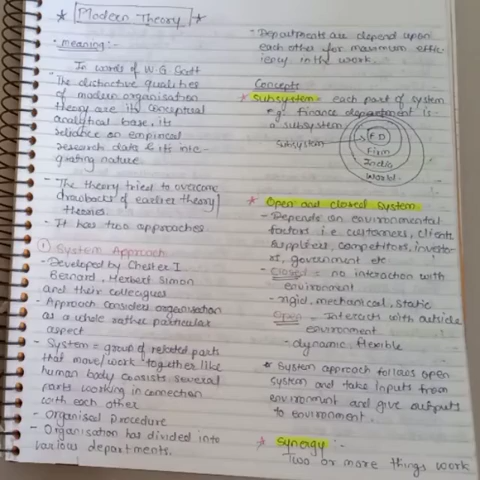 * Modern Theory *
- Meaning :-
In words of W.G Scott
"The distinctive qualities
of modern organisation
theory are its conceptual
analytical base, its
reliance on empirical
research data & its inte-
grating nature
- The theory tried to overcome
drawbacks of earlier theory/
theories
- It has two approaches
① System Approach
- Developed by Chester I
Bernard, Herbert Simon
and their colleagues
- Approach considers organisation
as a whole rather particular
aspect
- System = group of related parts
that move/work together like
human body consists several
parts working in connection
with each other
- Organised procedure
- Organisation has divided into
various departments.
- Departments are depend upon
each other for maximum effic-
iency in the work.
Concepts
* Subsystem - each part of system
eg: finance department is
a subsystem
Subsystem
FD
Firm
India
World
* Open and closed System
- Depends on environmental
factors i.e. customers, clients
suppliers, competitors, investo-
rs, government etc
- Closed = no interaction with
environment
- rigid, mechanical, static
Open = Interacts with outside
environment
- dynamic, flexible
* System approach follows open
system and take inputs from
environment and give outputs
to environment.
* Synergy :-
Two or more things work